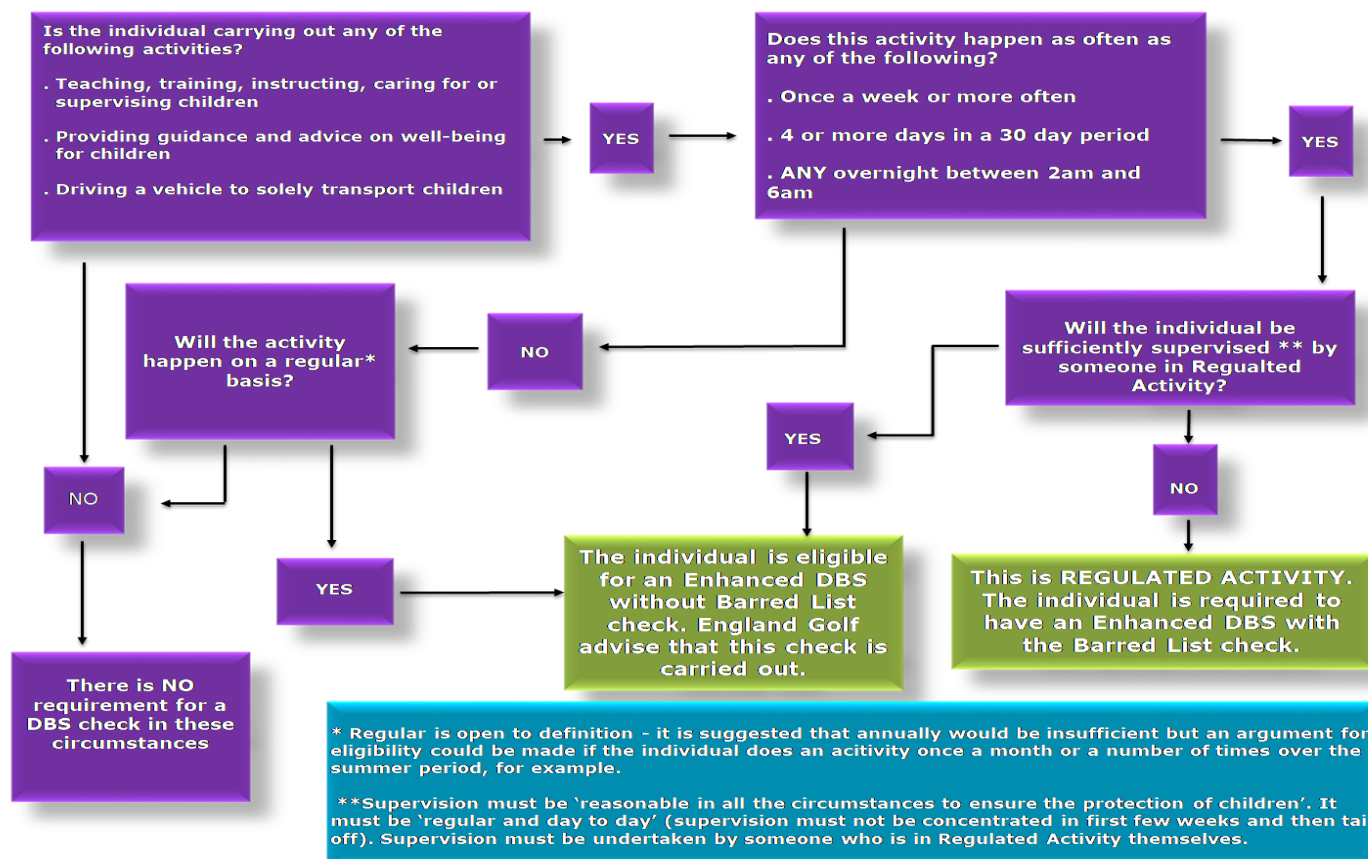 Is the individual carrying out any of the
following activities?
. Teaching, training, instructing, caring for or
supervising children
. Providing guidance and advice on well-being
for children
. Driving a vehicle to solely transport children
YES
Does this activity happen as often as
any of the following?
. Once a week or more often
. 4 or more days in a 30 day period
. ANY overnight between 2am and
6am
YES
Will the activity
happen on a regular*
basis?
NO
Will the individual be
sufficiently supervised ** by
someone in Regualted
Activity?
YES
NO
NO
YES
The individual is eligible
for an Enhanced DBS
without Barred List
check. England Golf
advise that this check is
carried out.
This is REGULATED ACTIVITY.
The individual is required to
have an Enhanced DBS with
the Barred List check.
There is NO
requirement for a
DBS check in these
circumstances
* Regular is open to definition - it is suggested that annually would be insufficient but an argument for
eligibility could be made if the individual does an acitivity once a month or a number of times over the
summer period, for example.
**Supervision must be ‘reasonable in all the circumstances to ensure the protection of children’. It
must be ‘regular and day to day’ (supervision must not be concentrated in first few weeks and then tai
off). Supervision must be undertaken by someone who is in Regulated Activity themselves.